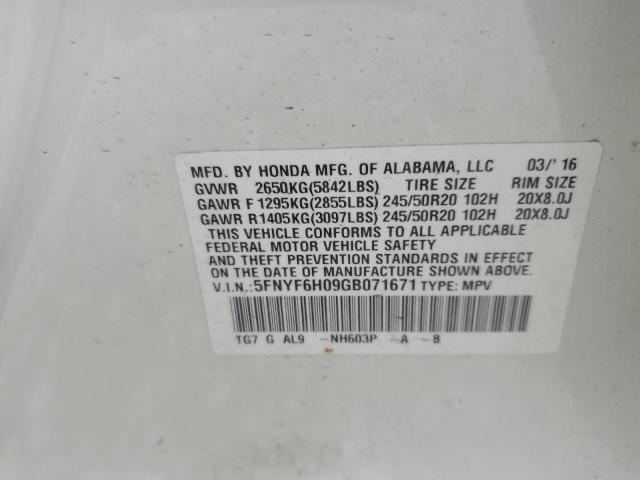 MFD. BY HONDA MFG. OF ALABAMA, LLC 03/'16
GVWR 2650KG(5842LBS) TIRE SIZE RIM SIZE
GAWR F 1295KG(2855LBS) 245/50R20 102H 20X8.0J
GAWR R 1405KG(3097LBS) 245/50R20 102H 20X8.0J
THIS VEHICLE CONFORMS TO ALL APPLICABLE
FEDERAL MOTOR VEHICLE SAFETY
AND THEFT PREVENTION STANDARDS IN EFFECT
ON THE DATE OF MANUFACTURE SHOWN ABOVE.
V.I.N.: 5FNYF6H09GB071671 TYPE: MPV
TG7 G AL9 -NH603P -A -B